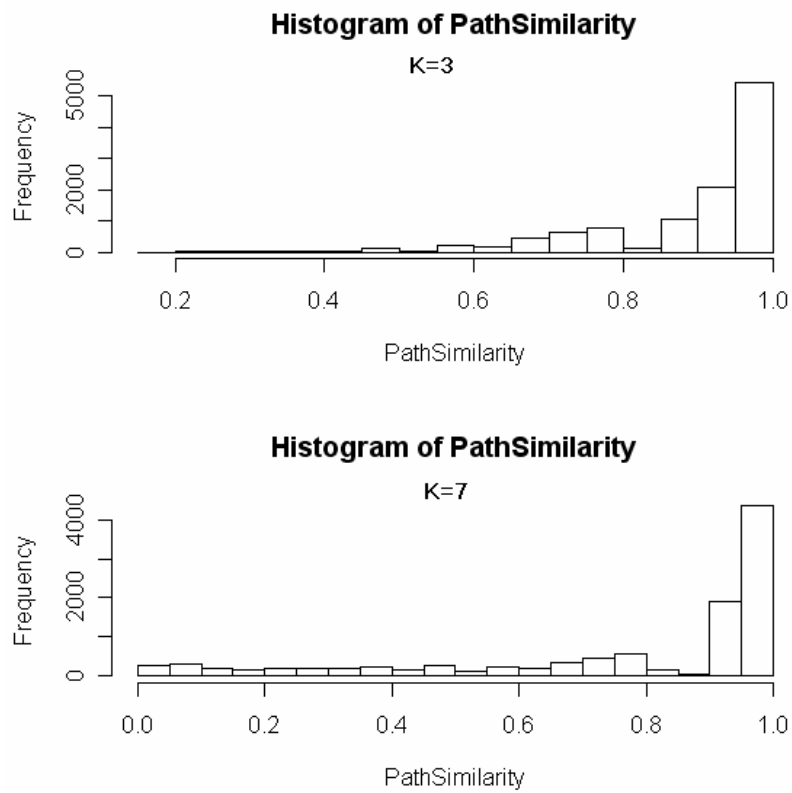 Histogram of PathSimilarity
K=3
Frequency
5000
2000
0
0.2 0.4 0.6 0.8 1.0
PathSimilarity
Histogram of PathSimilarity
K=7
Frequency
4000
2000
0
0.0 0.2 0.4 0.6 0.8 1.0
PathSimilarity